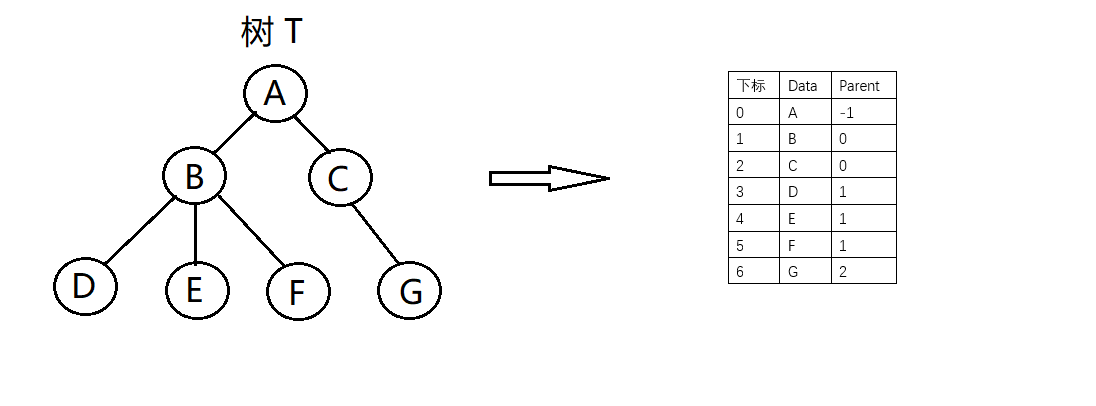 树 T
A
B
C
D
E
F
G
下标 Data Parent
0 A -1
1 B 0
2 C 0
3 D 1
4 E 1
5 F 1
6 G 2